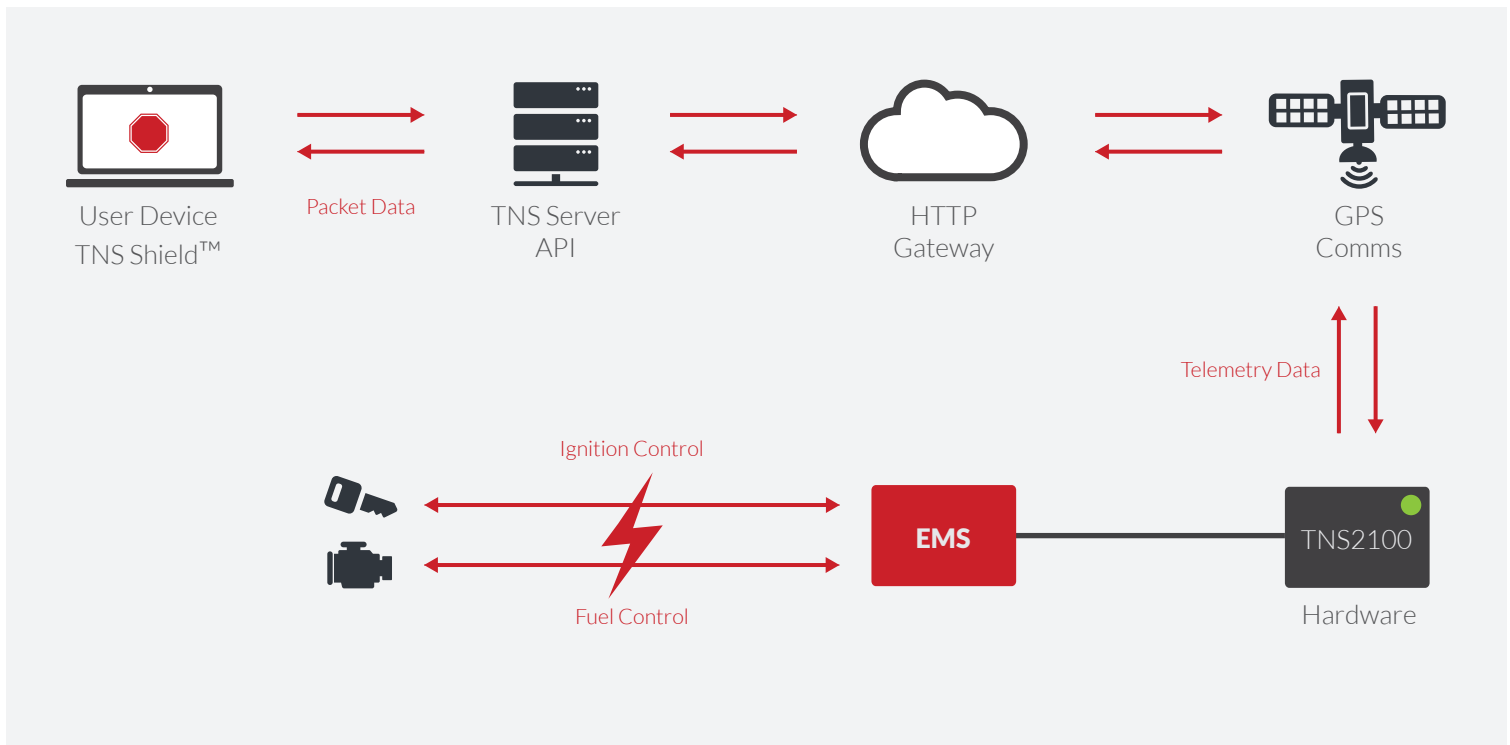 User Device
TNS Shield™
Packet Data
TNS Server
API
HTTP
Gateway
GPS
Comms
Telemetry Data
Ignition Control
Fuel Control
EMS
TNS2100
Hardware